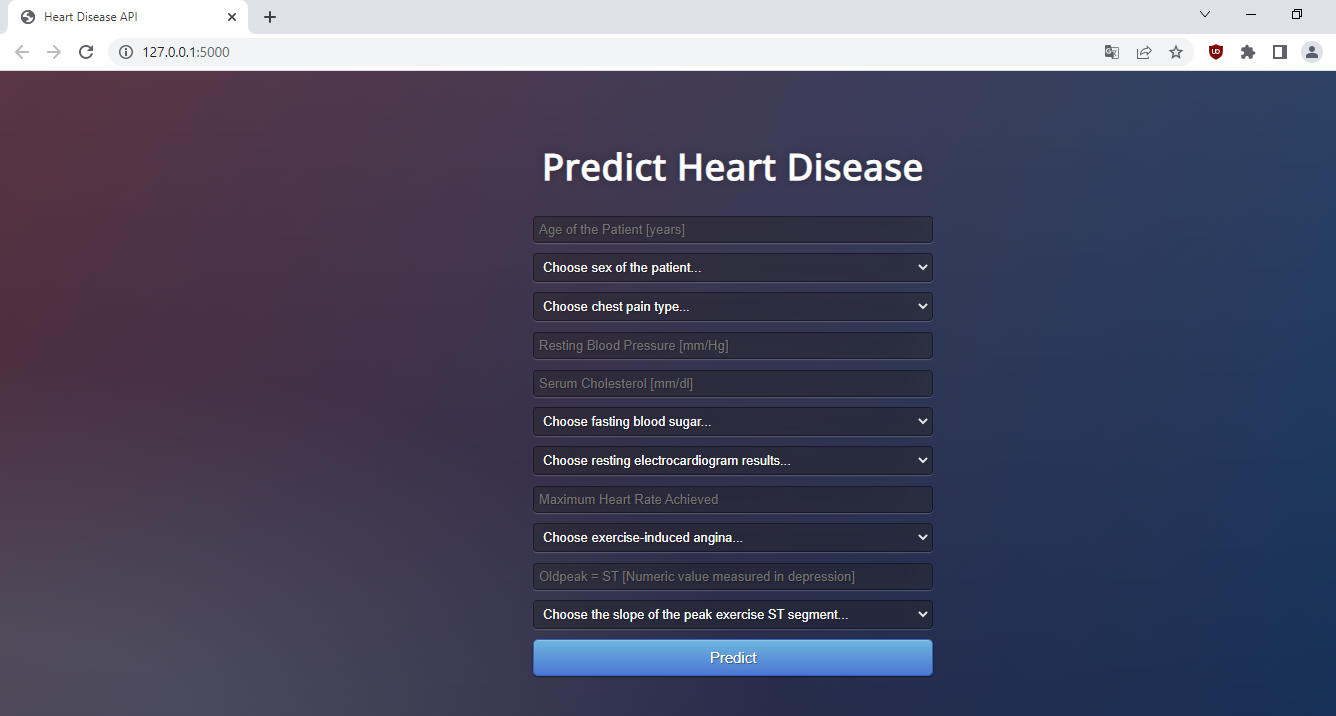 Heart Disease API
127.0.0.1:5000
Predict Heart Disease
Age of the Patient [years]
Choose sex of the patient...
Choose chest pain type...
Resting Blood Pressure [mm/Hg]
Serum Cholesterol [mm/dl]
Choose fasting blood sugar...
Choose resting electrocardiogram results...
Maximum Heart Rate Achieved
Choose exercise-induced angina...
Oldpeak = ST [Numeric value measured in depression]
Choose the slope of the peak exercise ST segment...
Predict